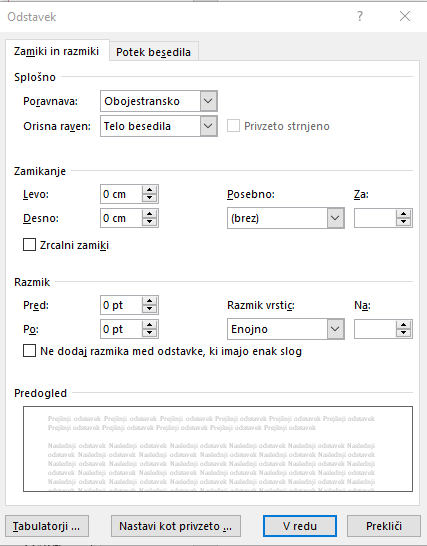 Odstavek ? ×
Zamiki in razmiki Potek besedila
Splošno
Poravnava: Obojestransko
Orisna raven: Telo besedila Privzeto strnjeno
Zamikanje
Levo: 0 cm Posebno: Za:
Desno: 0 cm (brez)
Zrcalni zamiki
Razmik
Pred: 0 pt Razmik vrstic: Na:
Po: 0 pt Enojno
Ne dodaj razmika med odstavke, ki imajo enak slog
Predogled
Prejšnji odstavek Prejšnji odstavek Prejšnji odstavek Prejšnji odstavek Prejšnji odstavek Prejšnji odstavek
Prejšnji odstavek Prejšnji odstavek Prejšnji odstavek Prejšnji odstavek Prejšnji odstavek
Naslednji odstavek Naslednji odstavek Naslednji odstavek Naslednji odstavek Naslednji
odstavek Naslednji odstavek Naslednji odstavek Naslednji odstavek Naslednji odstavek
Naslednji odstavek Naslednji odstavek Naslednji odstavek Naslednji odstavek Naslednji
odstavek Naslednji odstavek Naslednji odstavek Naslednji odstavek Naslednji odstavek
Naslednji odstavek Naslednji odstavek Naslednji odstavek Naslednji odstavek Naslednji
Tabulatorji ... Nastavi kot privzeto ... V redu Prekliči